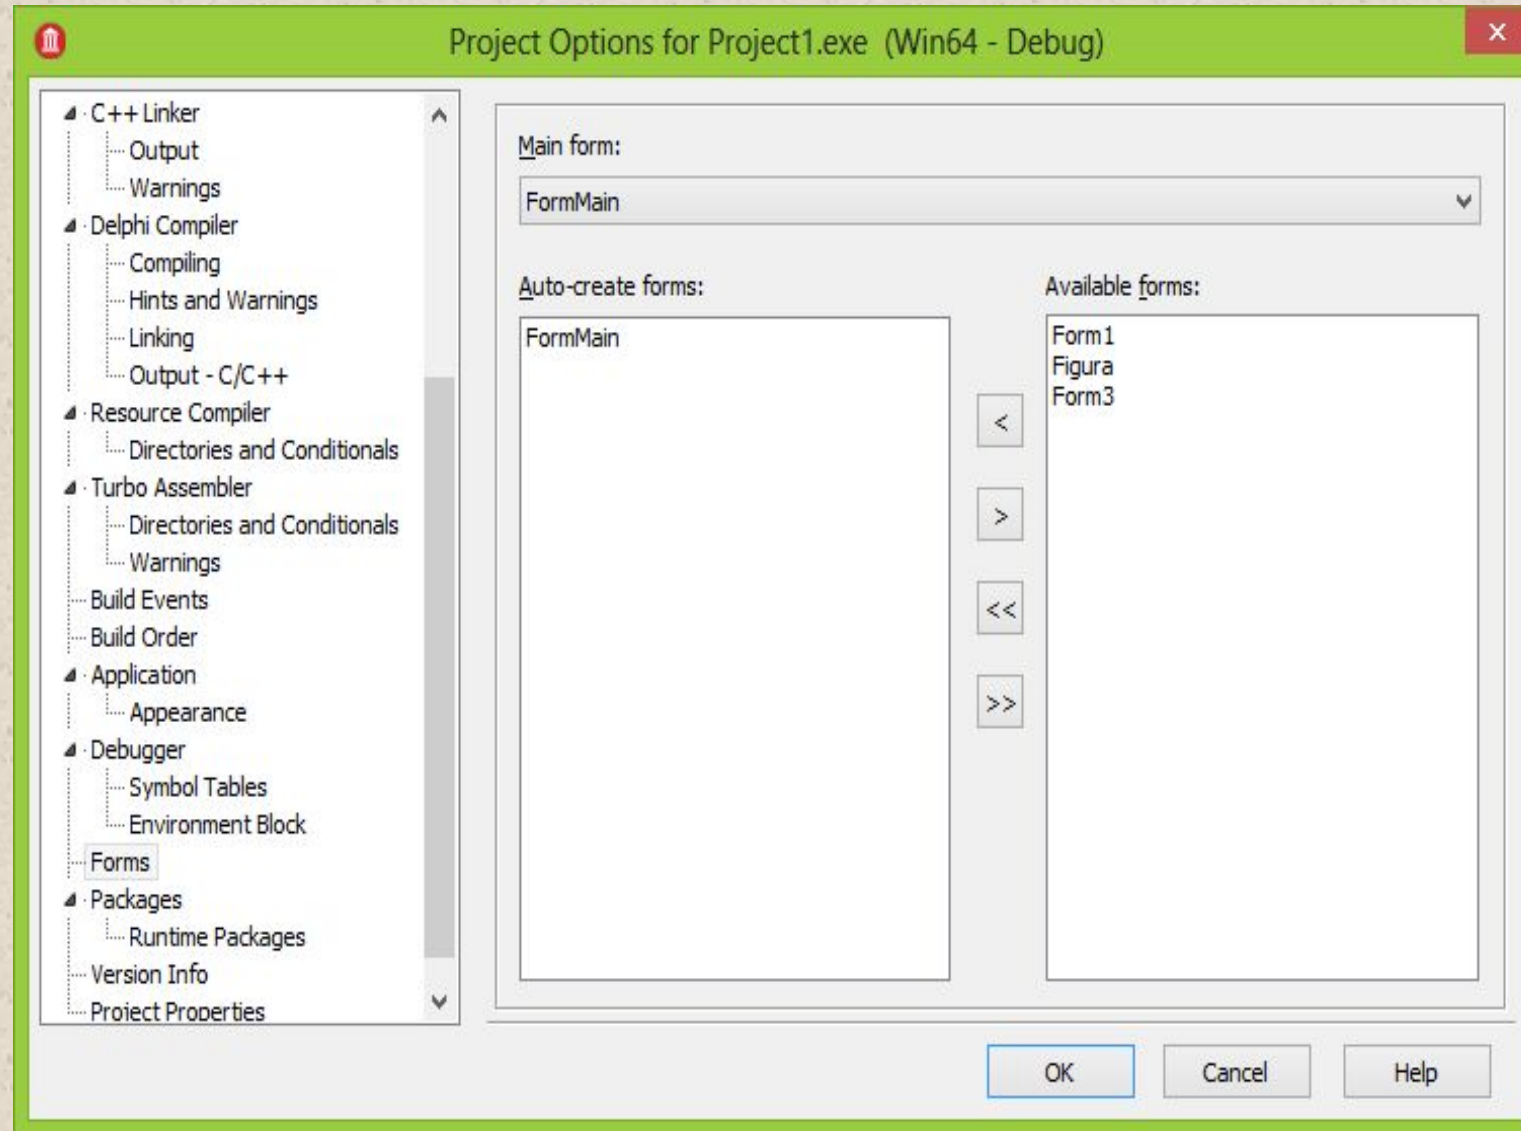 Project Options for Project1.exe (Win64 - Debug)
x
C++ Linker
Output
Warnings
Delphi Compiler
Compiling
Hints and Warnings
Linking
Output - C/C++
Resource Compiler
Directories and Conditionals
Turbo Assembler
Directories and Conditionals
Warnings
Build Events
Build Order
Application
Appearance
Debugger
Symbol Tables
Environment Block
Forms
Packages
Runtime Packages
Version Info
Project Properties
Main form:
FormMain
Auto-create forms:
FormMain
<
>
<<
>>
Available forms:
Form1
Figura
Form3
OK
Cancel
Help